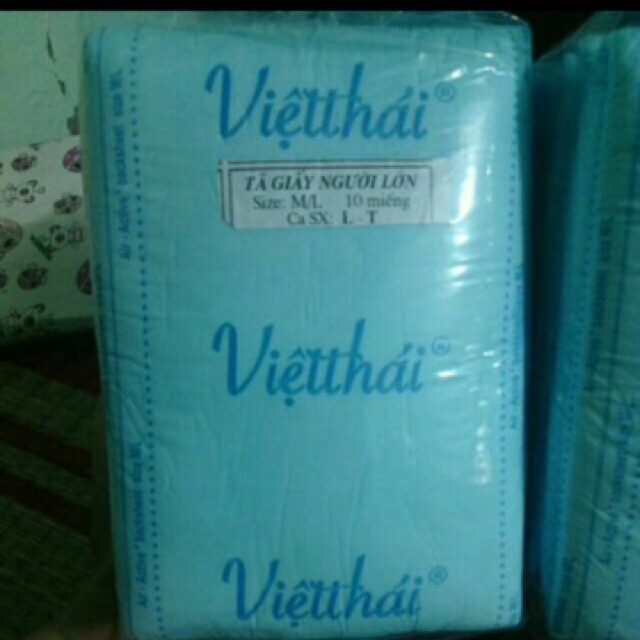 Việtthái®
TÃ GIẤY NGƯỜI LỚN
Size: M/L 10 miếng
Ca SX: L - T
Việtthái®
Việtthái®